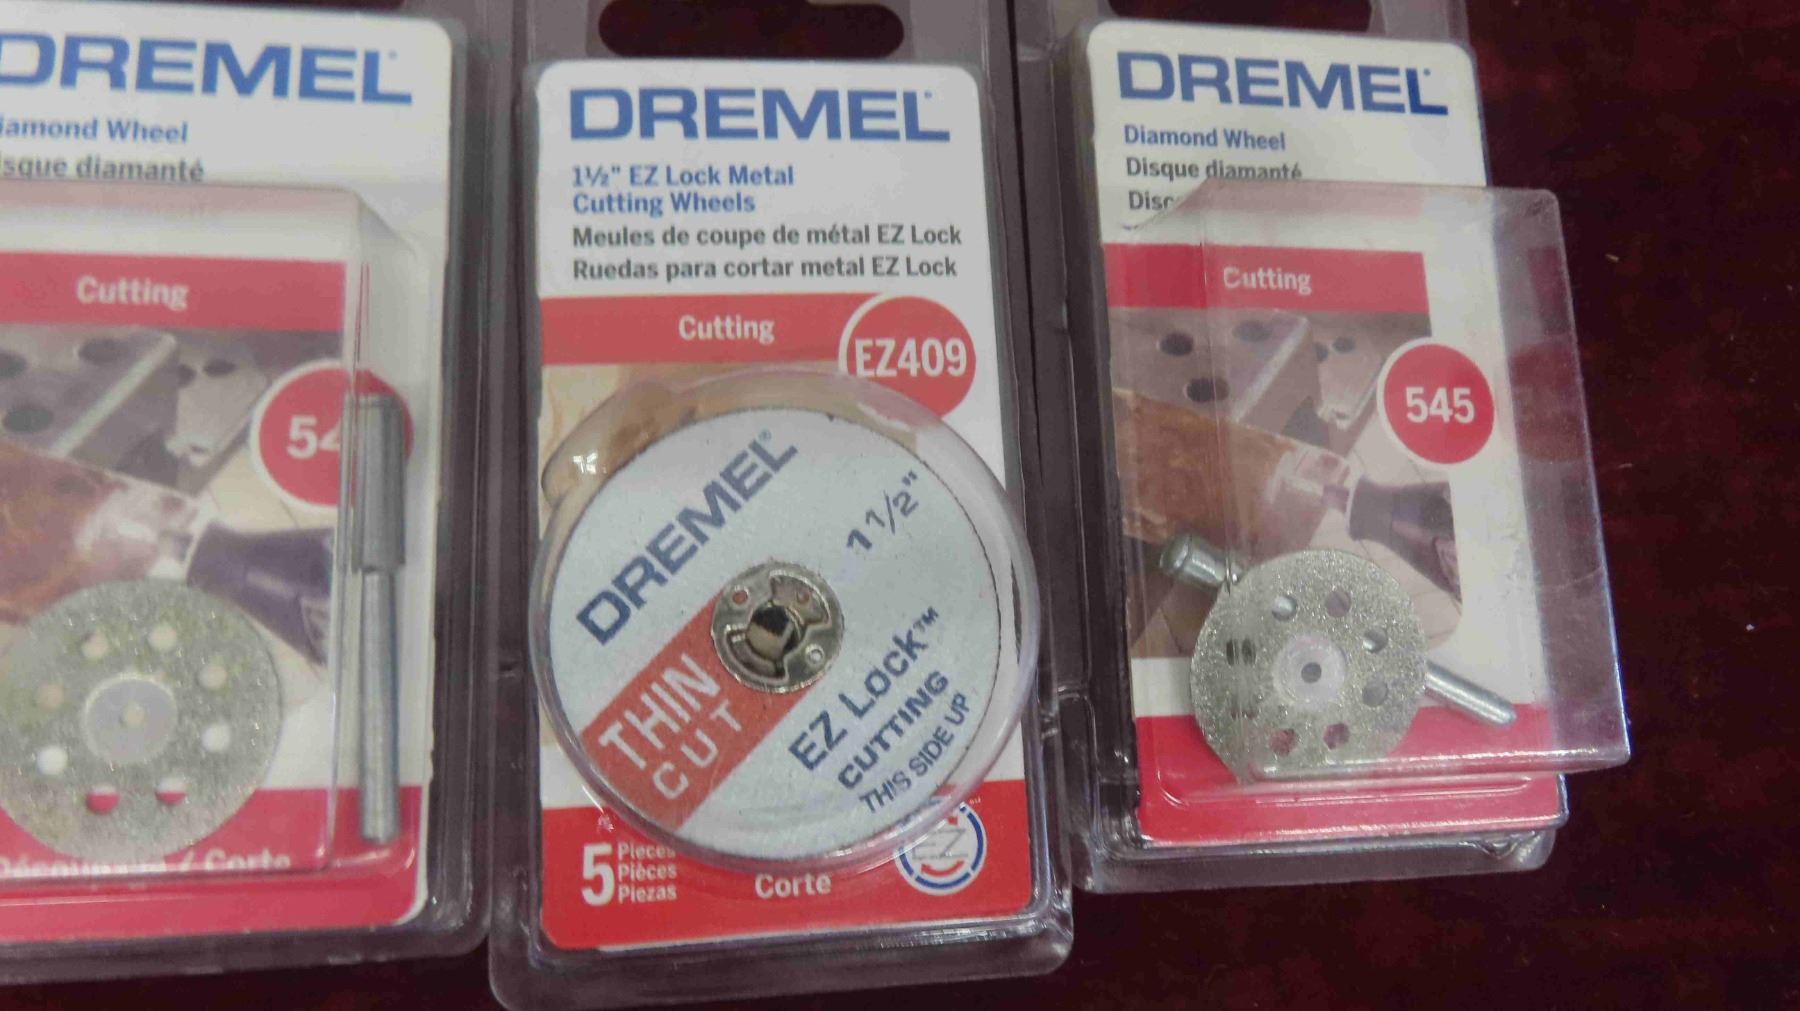 DREMEL
Diamond Wheel
Disque diamanté
Cutting
54
Corte
DREMEL
1½" EZ Lock Metal
Cutting Wheels
Meules de coupe de métal EZ Lock
Ruedas para cortar metal EZ Lock
Cutting
EZ409
DREMEL®
1 1/2"
THIN
CUT
EZ LOCK™
CUTTING
THIS SIDE UP
5 Pieces
Pièces
Piezas
Corte
DREMEL
Diamond Wheel
Disque diamanté
Disc
Cutting
545